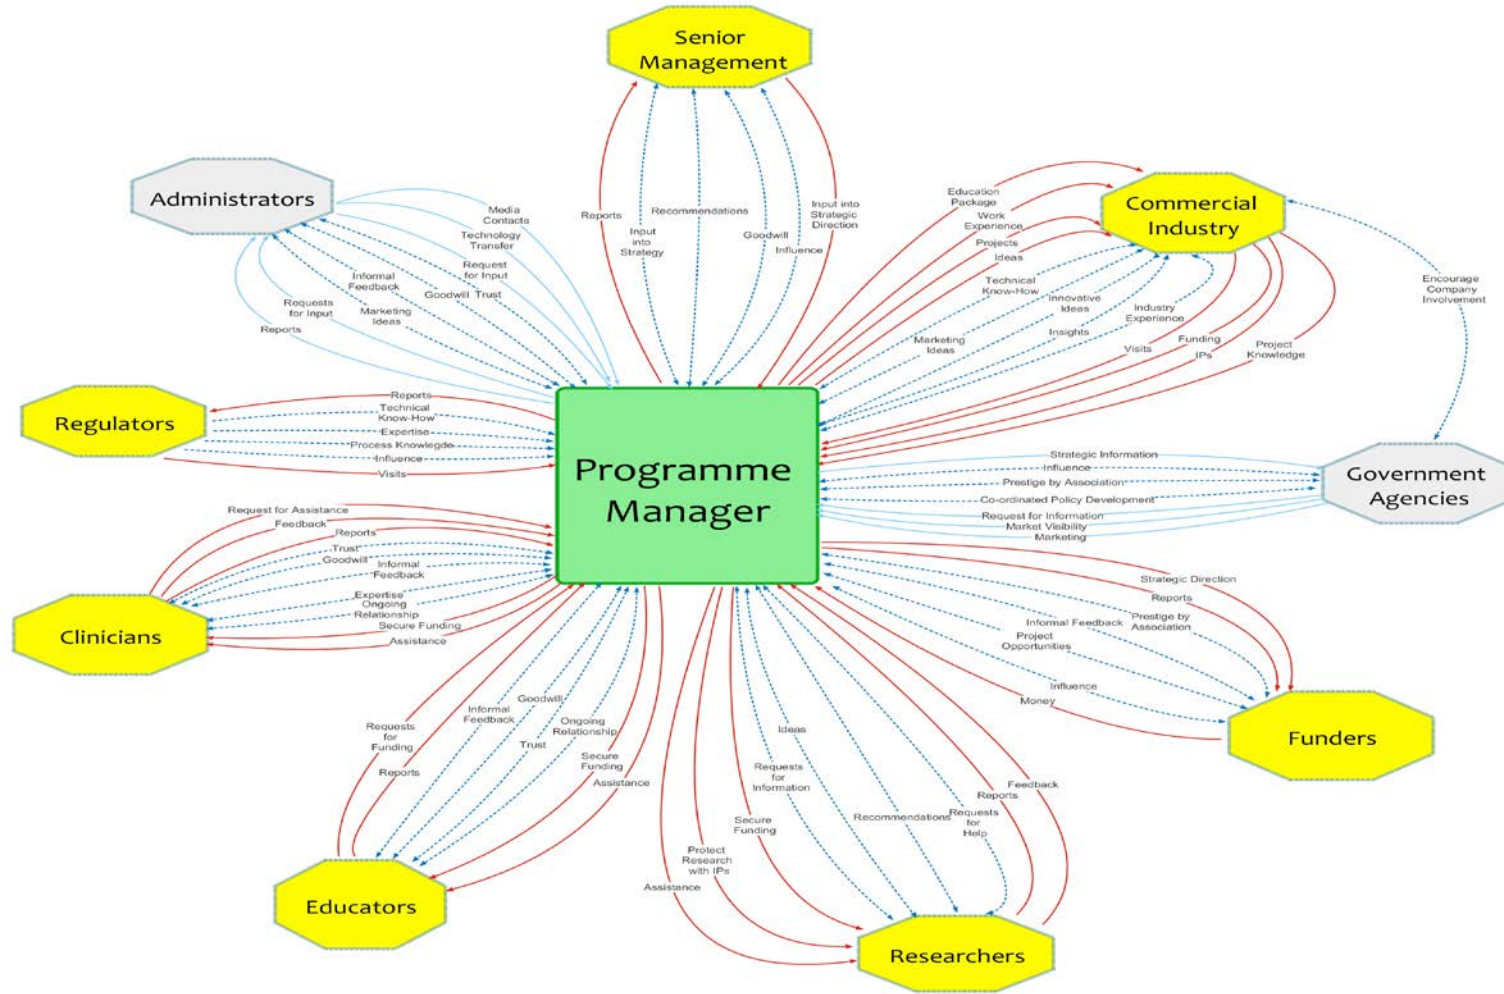 Senior
Management
Administrators
Media
Contacts
Technology
Transfer
Request
for Input
Goodwill Trust
Informal
Feedback
Marketing
Ideas
Requests
for Input
Reports
Reports
Input
into
Strategy
Recommendations
Goodwill
Influence
Input into
Strategic
Direction
Education
Package
Work
Experience
Projects
Ideas
Commercial
Industry
Technical
Know-How
Innovative
Ideas
Industry
Experience
Marketing
Ideas
Insights
Visits
Funding
IPs
Project
Knowledge
Encourage
Company
Involvement
Regulators
Reports
Technical
Know-How
Expertise
Process Knowlegde
Influence
Visits
Programme
Manager
Strategic Information
Influence
Prestige by Association
Co-ordinated Policy Development
Request for Information
Market Visibility
Marketing
Government
Agencies
Request for Assistance
Feedback
Reports
Trust
Goodwill
Informal
Feedback
Expertise
Ongoing
Relationship
Secure Funding
Assistance
Clinicians
Strategic Direction
Reports
Prestige by
Association
Informal Feedback
Project
Opportunities
Influence
Money
Funders
Requests
for
Funding
Reports
Informal
Feedback
Goodwill
Trust
Ongoing
Relationship
Secure
Funding
Assistance
Educators
Assistance
Protect
Research
with IPs
Secure
Funding
Requests
for
Information
Ideas
Recommendations
Requests
for
Help
Reports
Feedback
Researchers